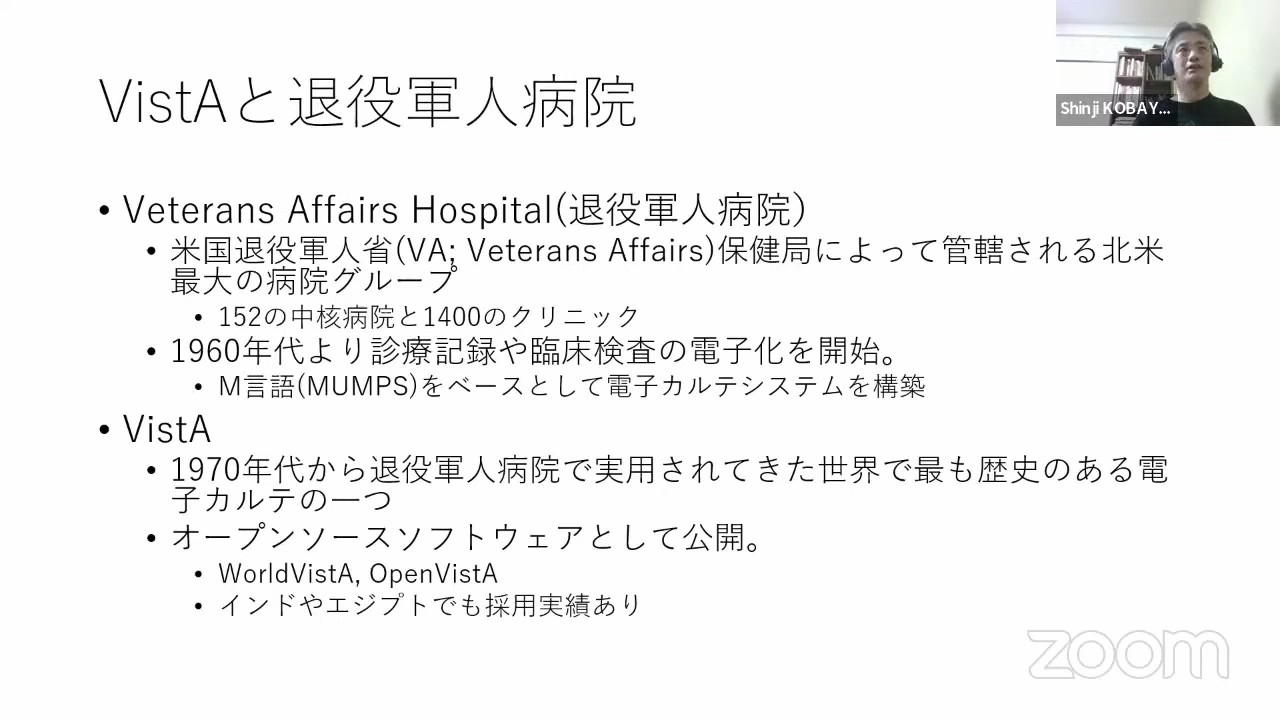 VistAと退役軍人病院
Shinji KOBAY...
• Veterans Affairs Hospital(退役軍人病院)
• 米国退役軍人省(VA; Veterans Affairs)保健局によって管轄される北米
最大の病院グループ
• 152の中核病院と1400のクリニック
• 1960年代より診療記録や臨床検査の電子化を開始。
• M言語(MUMPS)をベースとして電子カルテシステムを構築
• VistA
• 1970年代から退役軍人病院で実用されてきた世界で最も歴史のある電
子カルテの一つ
• オープンソースソフトウェアとして公開。
• WorldVistA, OpenVistA
• インドやエジプトでも採用実績あり
zoom